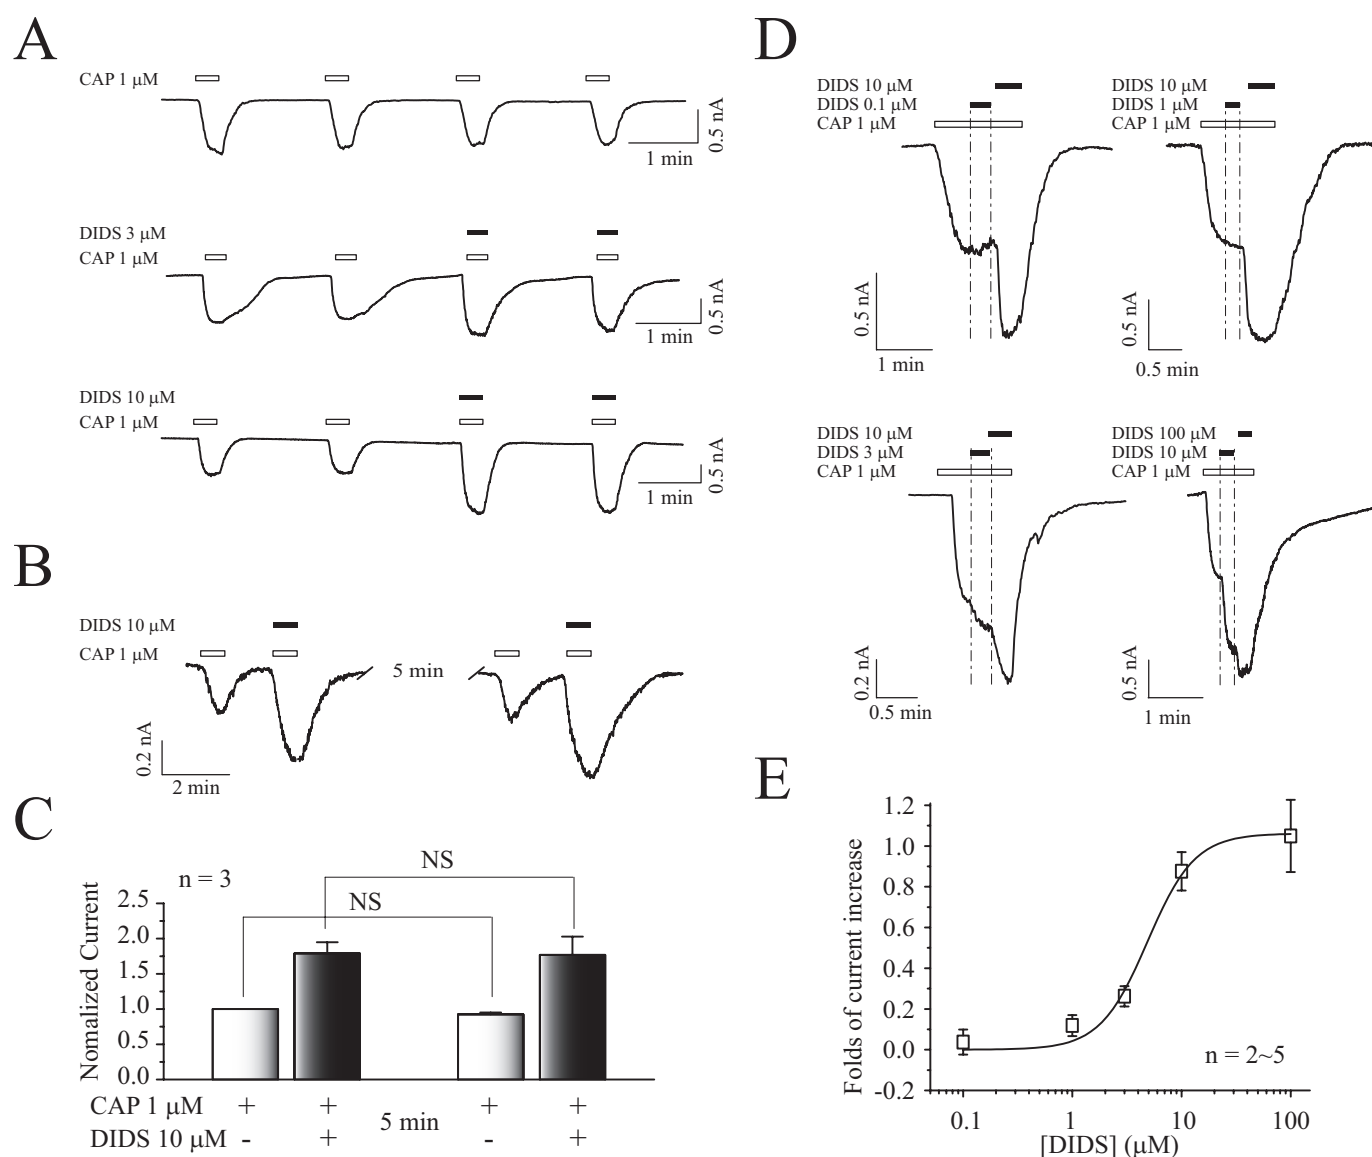 A
CAP 1 μM
0.5 nA
1 min
DIDS 3 μM
CAP 1 μM
0.5 nA
1 min
DIDS 10 μM
CAP 1 μM
0.5 nA
1 min
B
DIDS 10 μM
CAP 1 μM
5 min
0.2 nA
2 min
C
NS
n = 3
NS
Nomalized Current
2.5
2.0
1.5
1.0
0.5
0.0
CAP 1 μM + + + +
5 min
DIDS 10 μM - + - +
D
DIDS 10 μM
DIDS 0.1 μM
CAP 1 μM
0.5 nA
1 min
DIDS 10 μM
DIDS 1 μM
CAP 1 μM
0.5 nA
0.5 min
DIDS 10 μM
DIDS 3 μM
CAP 1 μM
0.2 nA
0.5 min
DIDS 100 μM
DIDS 10 μM
CAP 1 μM
0.5 nA
1 min
E
Folds of current increase
1.2
1.0
0.8
0.6
0.4
0.2
0.0
-0.2
n = 2~5
0.1 1 10 100
[DIDS] (μM)